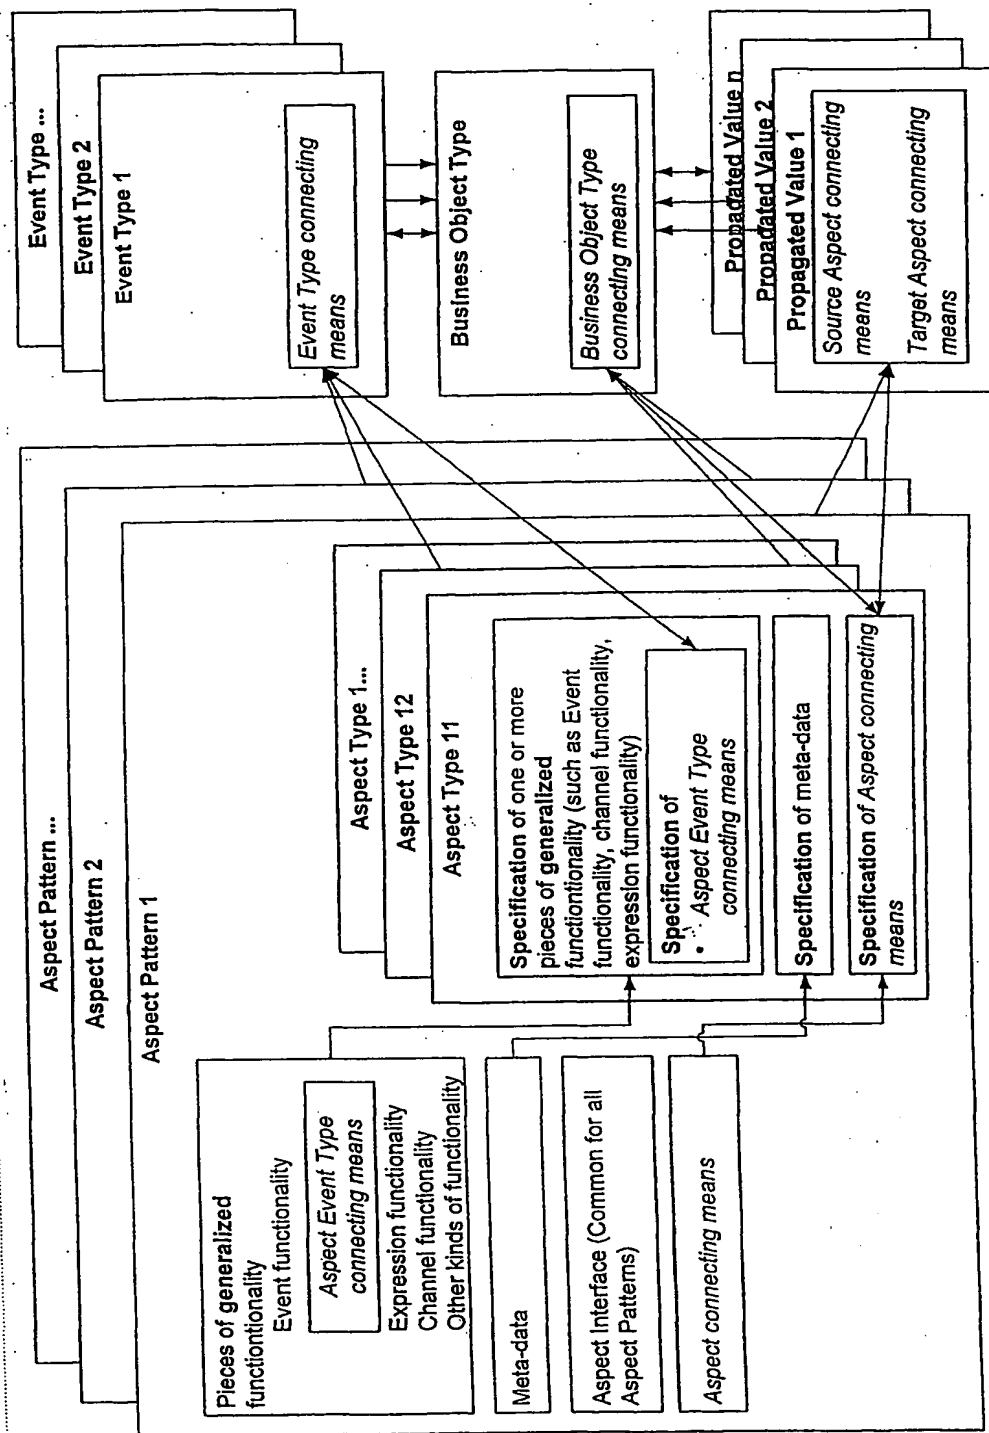 Aspect Pattern ...
Aspect Pattern 2
Aspect Pattern 1
Pieces of generalized
functiontionality
Event functionality
Aspect Event Type
connecting means
Expression functionality
Channel functionality
Other kinds of functionality
Meta-data
Aspect Interface (Common for all
Aspect Patterns)
Aspect connecting means
Aspect Type 1...
Aspect Type 12
Aspect Type 11
Specification of one or more
pieces of generalized
functiontionality (such as Event
functionality, channel functionality,
expression functionality)
Specification of
• Aspect Event Type
connecting means
Specification of meta-data
Specification of Aspect connecting
means
Event Type ...
Event Type 2
Event Type 1
Event Type connecting
means
Business Object Type
Business Object Type
connecting means
Propadated Value n
Propadated Value 2
Propagated Value 1
Source Aspect connecting
means
Target Aspect connecting
means